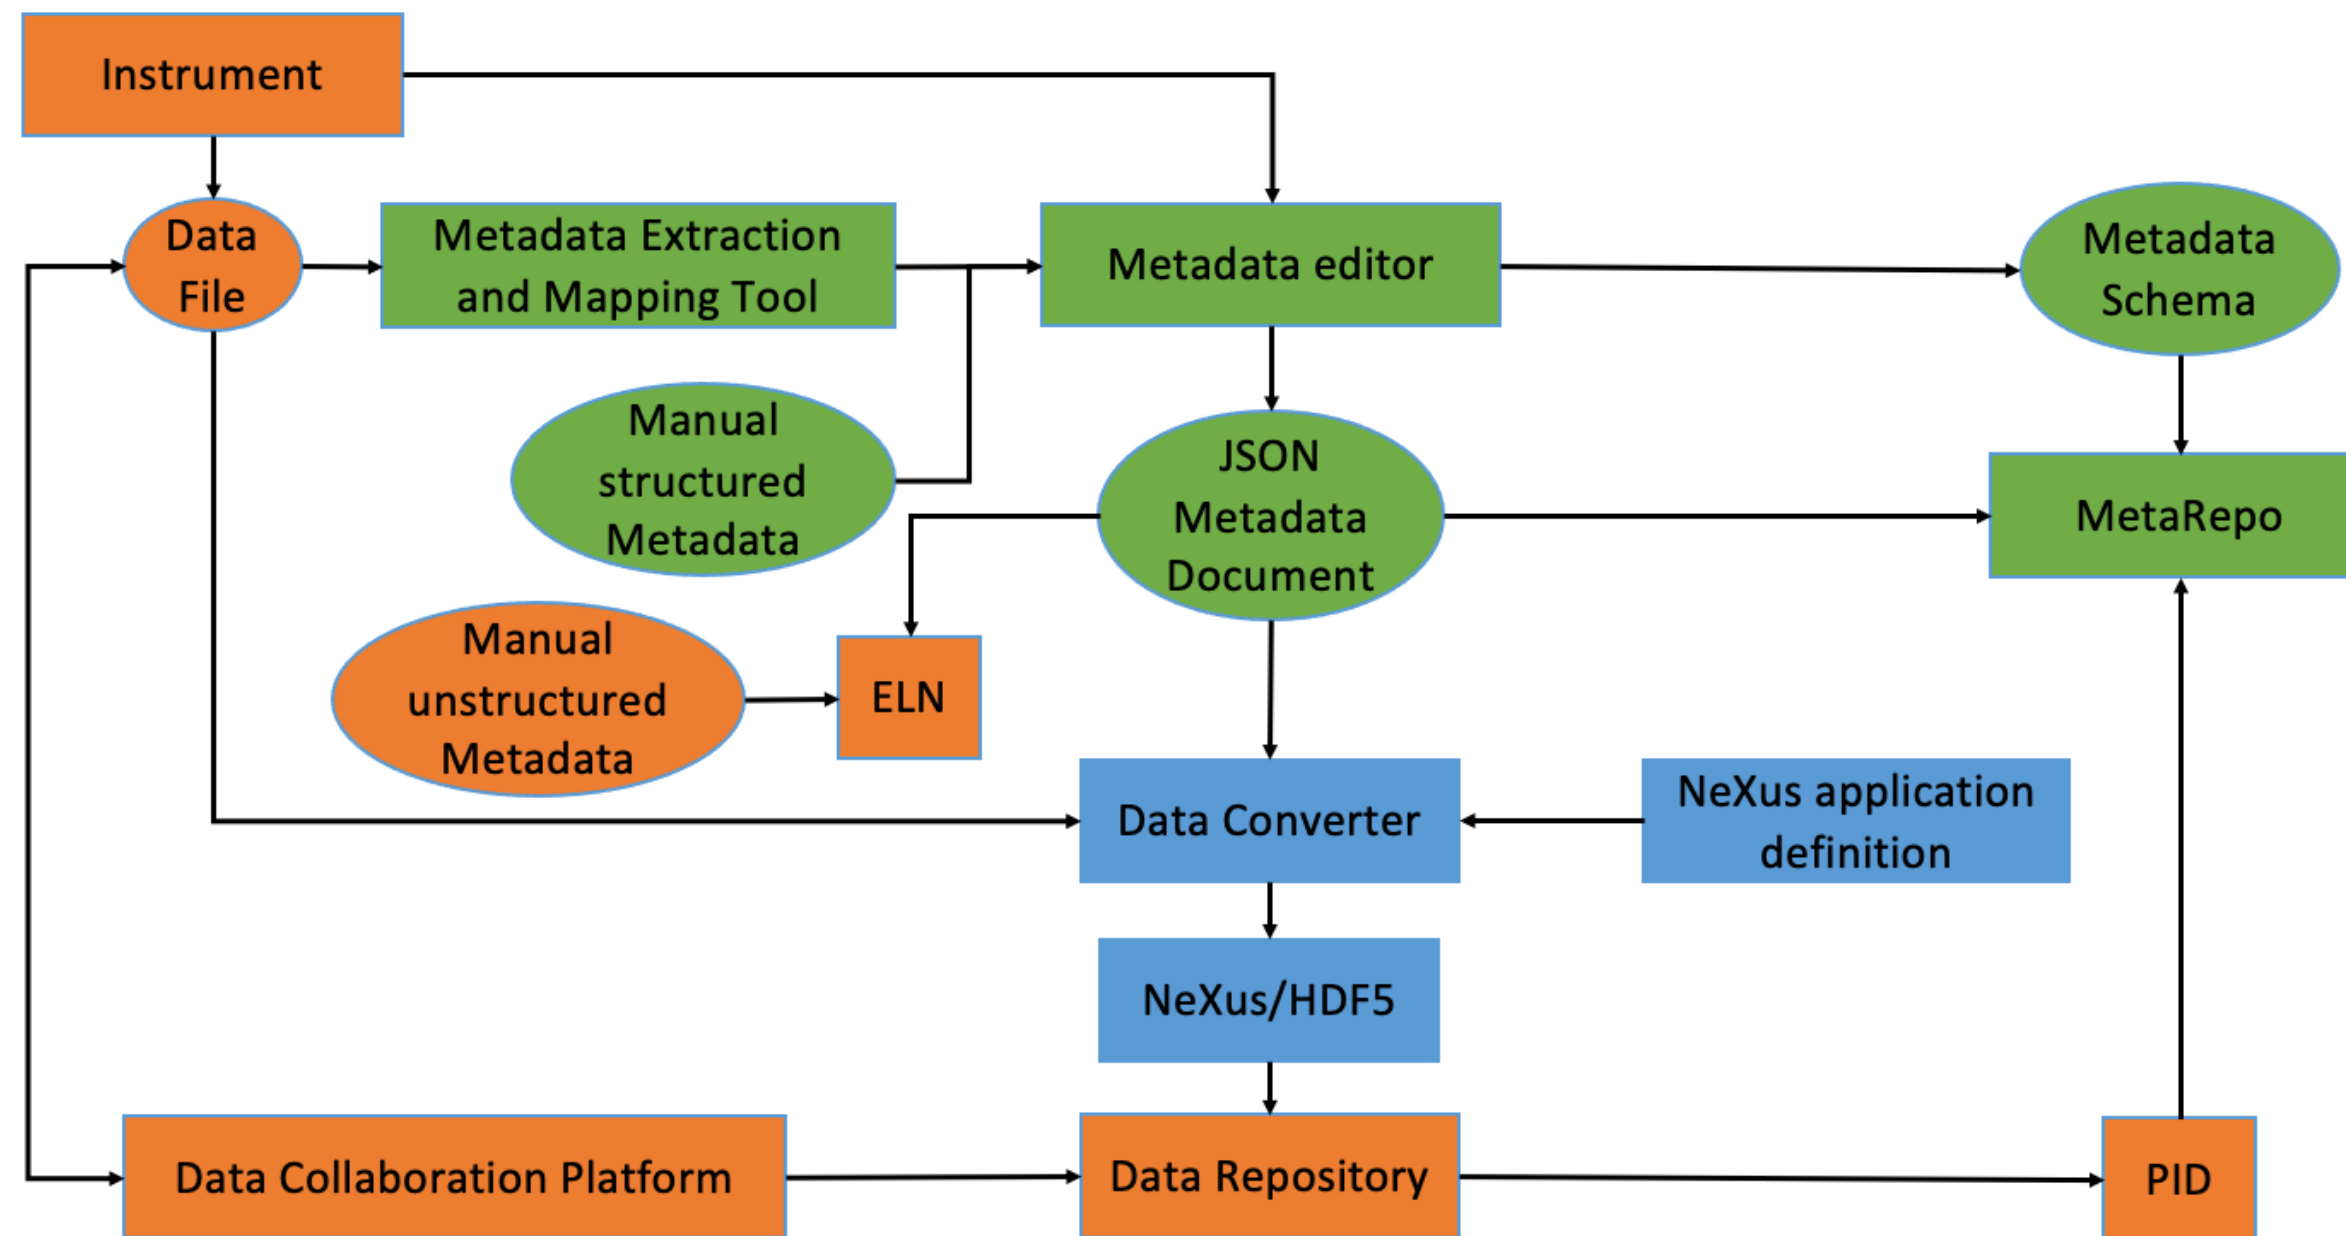 Instrument
Data
File
Metadata Extraction
and Mapping Tool
Metadata editor
Metadata
Schema
Manual
structured
Metadata
JSON
Metadata
Document
MetaRepo
Manual
unstructured
Metadata
ELN
Data Converter
NeXus application
definition
NeXus/HDF5
Data Collaboration Platform
Data Repository
PID